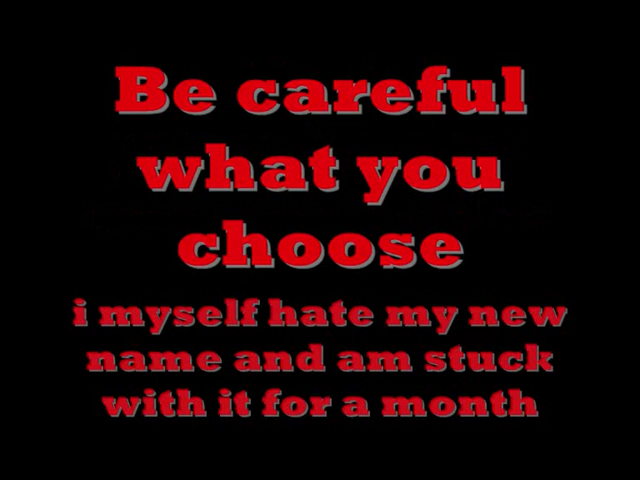 Be careful
what you
choose
i myself hate my new
name and am stuck
with it for a month